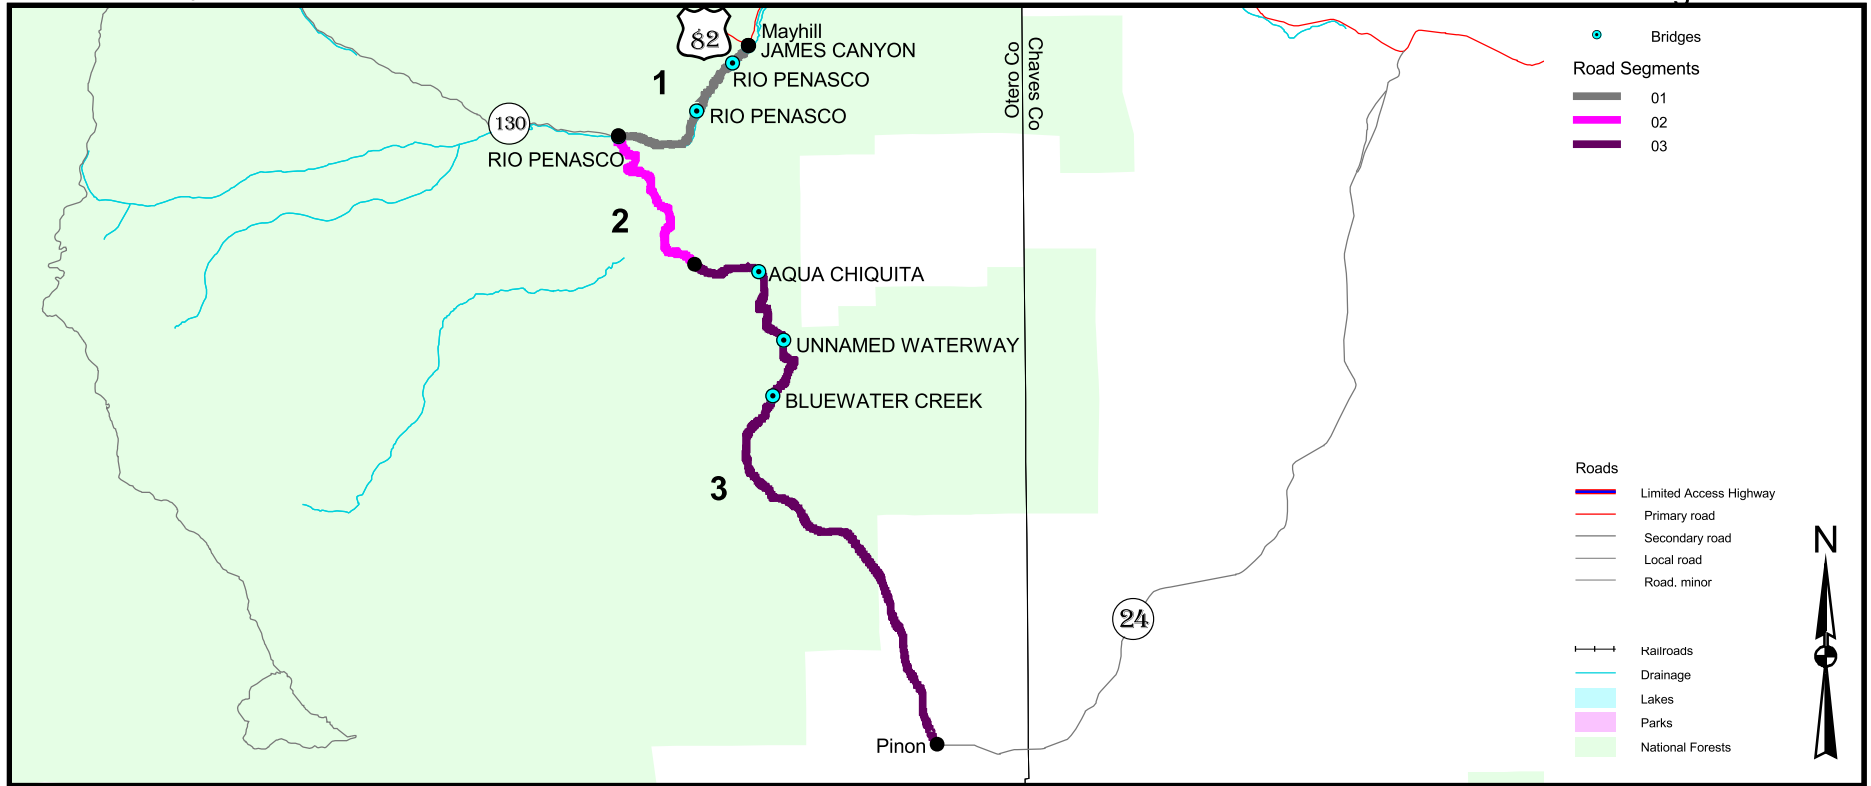 82
Mayhill
JAMES CANYON
RIO PENASCO
1
RIO PENASCO
130
RIO PENASCO
2
AQUA CHIQUITA
UNNAMED WATERWAY
BLUEWATER CREEK
3
Pinon
Otero Co
Chaves Co
24
Bridges
Road Segments
01
02
03
Roads
Limited Access Highway
Primary road
Secondary road
Local road
Road, minor
Railroads
Drainage
Lakes
Parks
National Forests
N